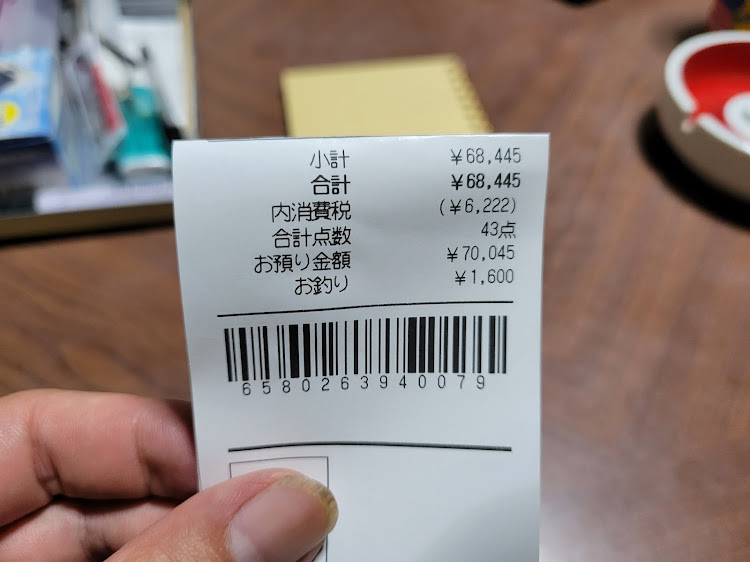 小計 ¥68,445
合計 ¥68,445
内消費税 (¥6,222)
合計点数 43点
お預り金額 ¥70,045
お釣り ¥1,600
6580263940079